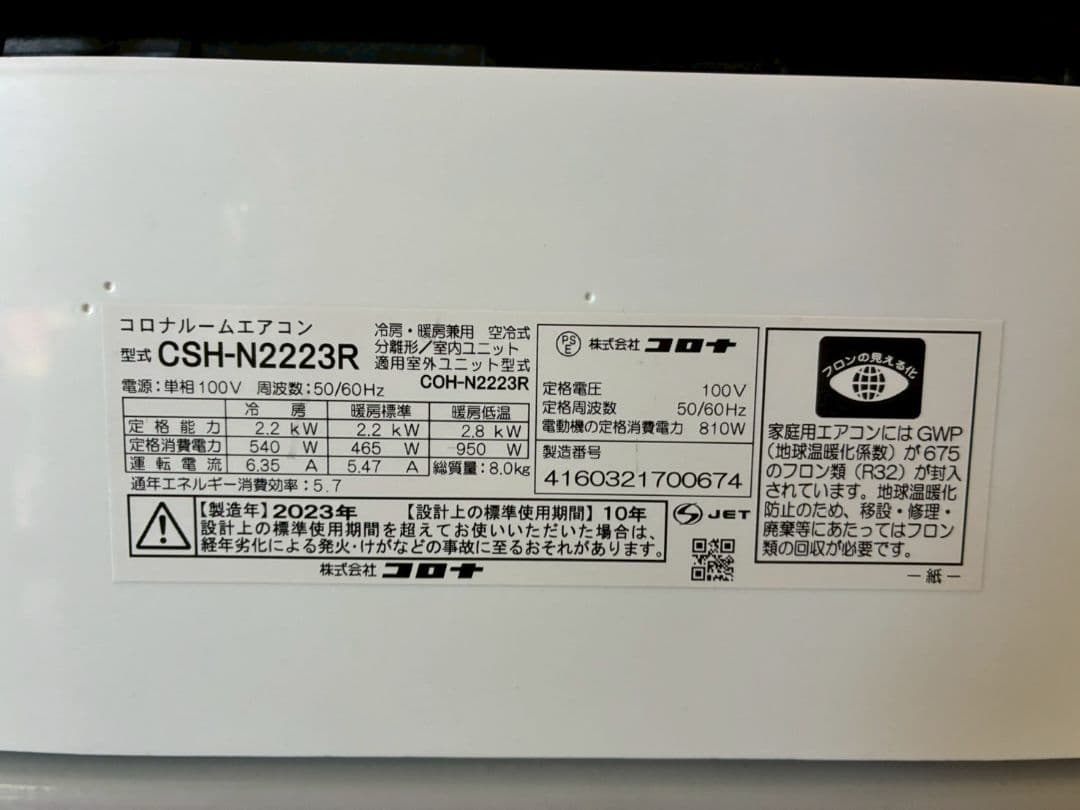 コロナルームエアコン
型式 CSH-N2223R
冷房・暖房兼用 空冷式
分離形/室内ユニット
適用室外ユニット型式
COH-N2223R
電源:単相100V 周波数:50/60Hz
冷房 暖房標準 暖房低温
定格能力 2.2 kW 2.2 kW 2.8 kW
定格消費電力 540 W 465 W 950 W
運転電流 6.35 A 5.47 A 総質量:8.0kg
通年エネルギー消費効率:5.7
【製造年】2023年 【設計上の標準使用期間】10年
設計上の標準使用期間を超えてお使いいただいた場合は、
経年劣化による発火・けがなどの事故に至るおそれがあります。
株式会社 コロナ
PSE 株式会社 コロナ
定格電圧 100V
定格周波数 50/60Hz
電動機の定格消費電力 810W
製造番号
4160321700674
JET
フロンの見える化
家庭用エアコンにはGWP
(地球温暖化係数)が675
のフロン類(R32)が封入
されています。地球温暖化
防止のため、移設・修理・
廃棄等にあたってはフロン
類の回収が必要です。
-紙-